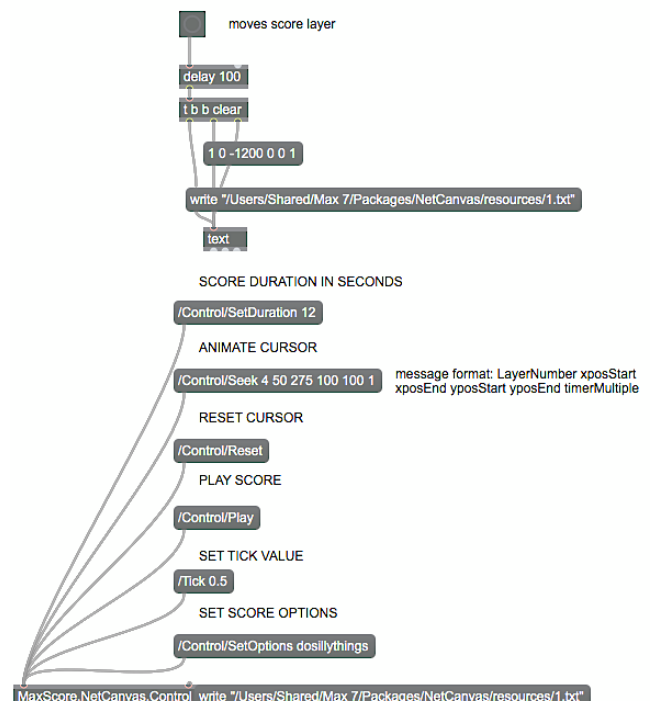 moves score layer
delay 100
t b b clear
1 0 -1200 0 0 1
write "/Users/Shared/Max 7/Packages/NetCanvas/resources/1.txt"
text
SCORE DURATION IN SECONDS
/Control/SetDuration 12
ANIMATE CURSOR
/Control/Seek 4 50 275 100 100 1
message format: LayerNumber xposStart
xposEnd yposStart yposEnd timerMultiple
RESET CURSOR
/Control/Reset
PLAY SCORE
/Control/Play
SET TICK VALUE
/Tick 0.5
SET SCORE OPTIONS
/Control/SetOptions dosillythings
MaxScore.NetCanvas.Control write "/Users/Shared/Max 7/Packages/NetCanvas/resources/1.txt"